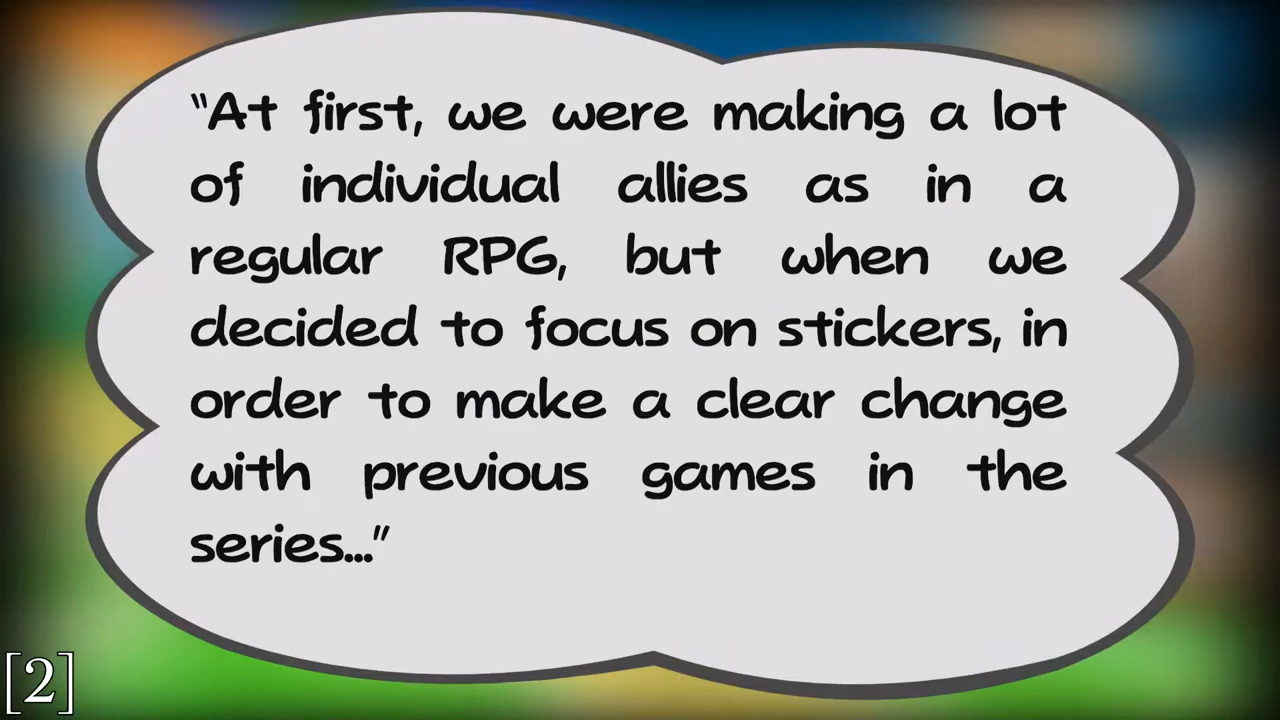 “At first, we were making a lot
of individual allies as in a
regular RPG, but when we
decided to focus on stickers, in
order to make a clear change
with previous games in the
series...”
[2]